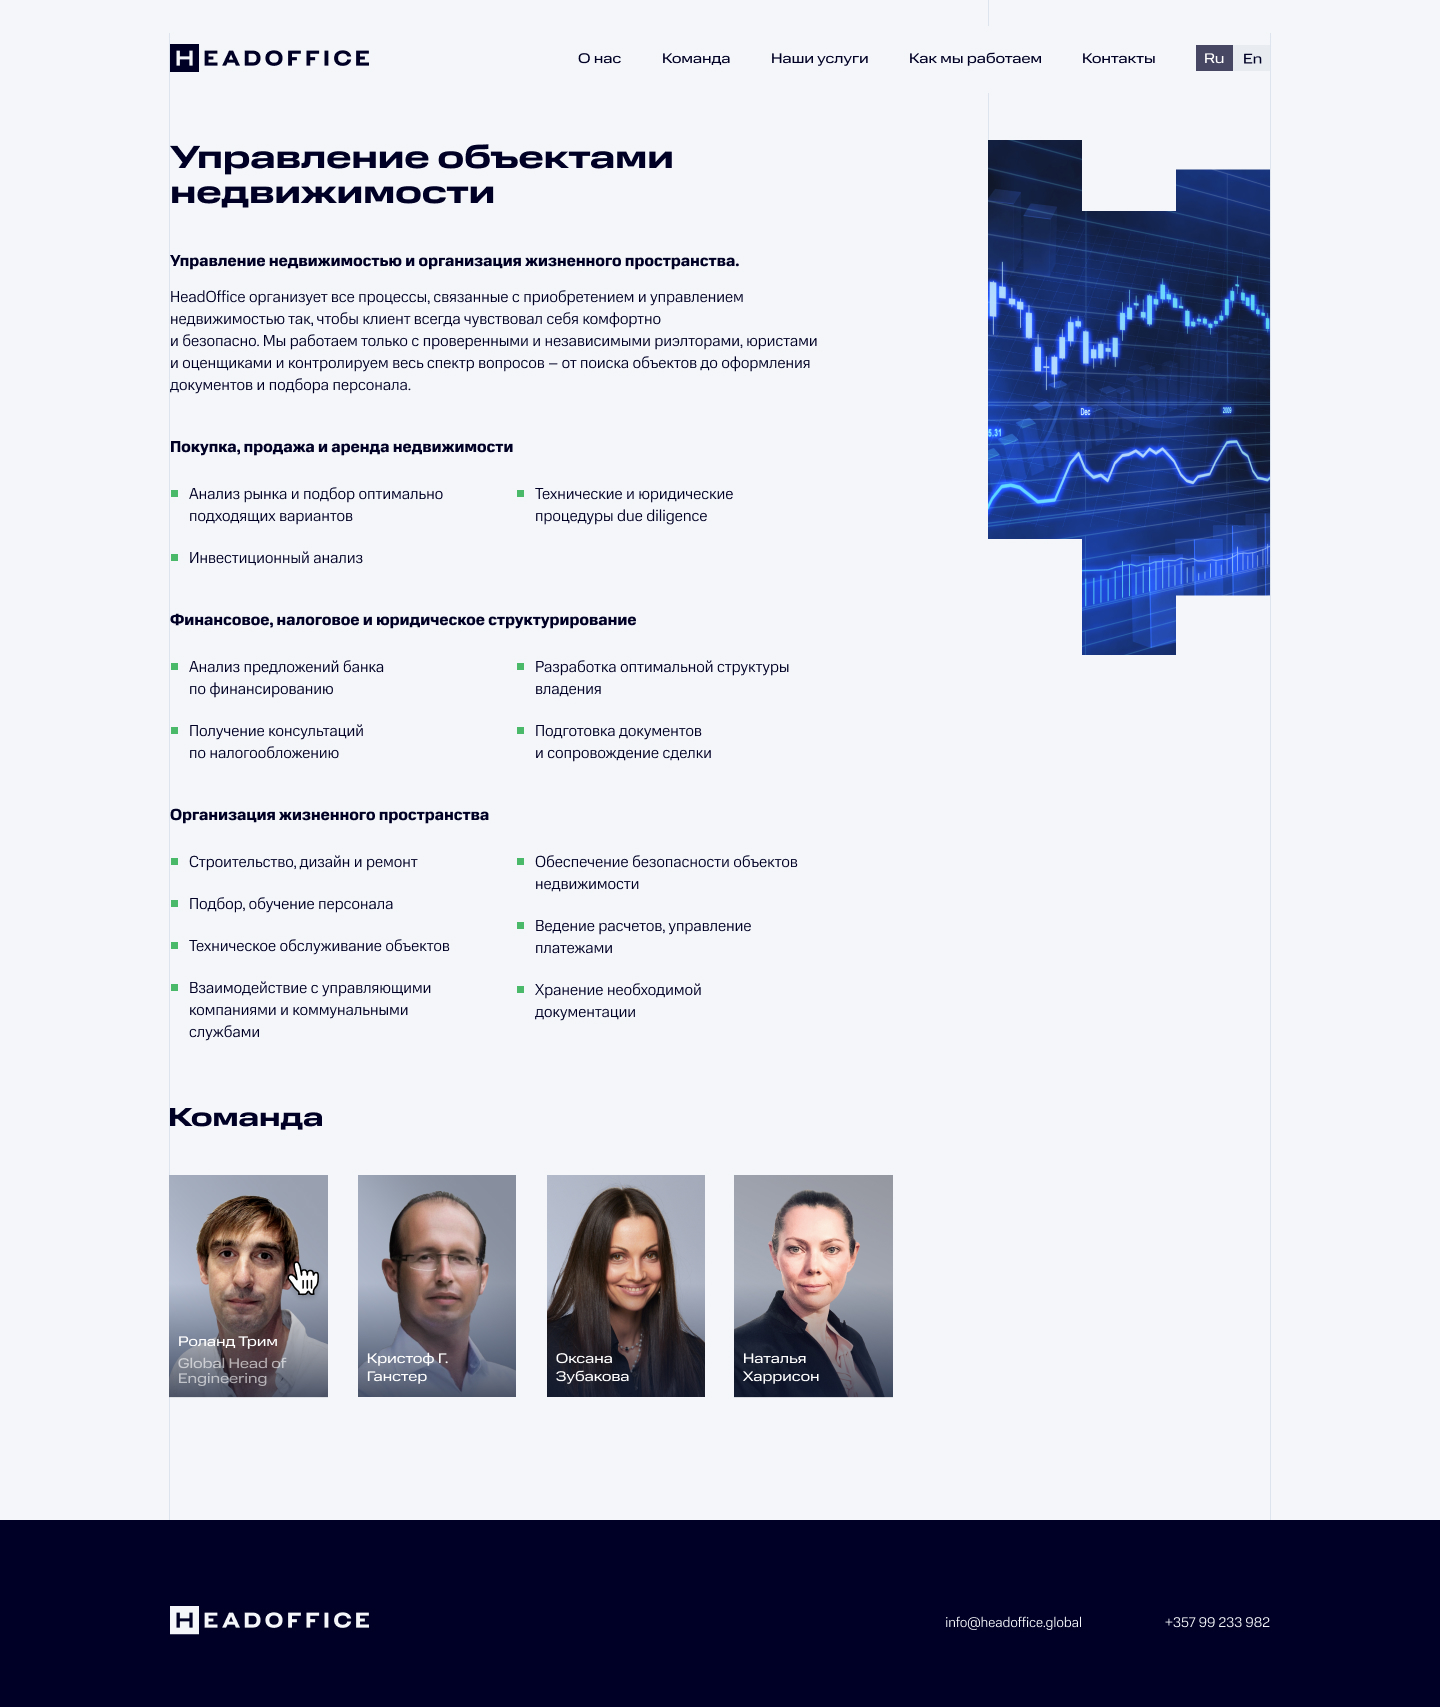 HEADOFFICE
О нас
Команда
Наши услуги
Как мы работаем
Контакты
Ru
En
Управление объектами
недвижимости
Управление недвижимостью и организация жизненного пространства.
HeadOffice организует все процессы, связанные с приобретением и управлением
недвижимостью так, чтобы клиент всегда чувствовал себя комфортно
и безопасно. Мы работаем только с проверенными и независимыми риэлторами, юристами
и оценщиками и контролируем весь спектр вопросов – от поиска объектов до оформления
документов и подбора персонала.
Dec
2009
5.31
Покупка, продажа и аренда недвижимости
Анализ рынка и подбор оптимально
подходящих вариантов
Инвестиционный анализ
Технические и юридические
процедуры due diligence
Финансовое, налоговое и юридическое структурирование
Анализ предложений банка
по финансированию
Получение консультаций
по налогообложению
Разработка оптимальной структуры
владения
Подготовка документов
и сопровождение сделки
Организация жизненного пространства
Строительство, дизайн и ремонт
Подбор, обучение персонала
Техническое обслуживание объектов
Взаимодействие с управляющими
компаниями и коммунальными
службами
Обеспечение безопасности объектов
недвижимости
Ведение расчетов, управление
платежами
Хранение необходимой
документации
Команда
Роланд Трим
Global Head of
Engineering
Кристоф Г.
Ганстер
Оксана
Зубакова
Наталья
Харрисон
HEADOFFICE
info@headoffice.global
+357 99 233 982